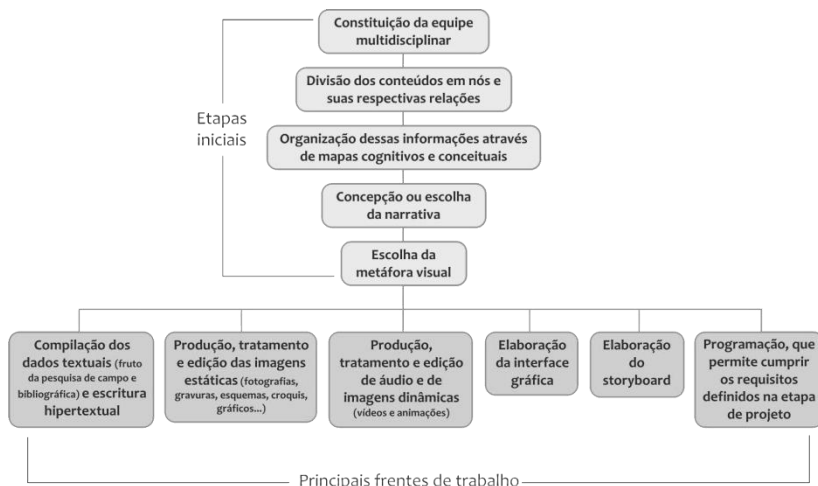 Constituição da equipe
multidisciplinar
Divisão dos conteúdos em nós e
suas respectivas relações
Etapas
iniciais
Organização dessas informações através
de mapas cognitivos e conceituais
Concepção ou escolha
da narrativa
Escolha da
metáfora visual
Compilação dos
dados textuais (fruto
da pesquisa de campo e
bibliográfica) e escritura
hipertextual
Produção, tratamento
e edição das imagens
estáticas (fotografias,
gravuras, esquemas, croquis,
gráficos...)
Produção,
tratamento e edição
de áudio e de
imagens dinâmicas
(vídeos e animações)
Elaboração
da interface
gráfica
Elaboração
do
storyboard
Programação, que
permite cumprir
os requisitos
definidos na etapa
de projeto
Principais frentes de trabalho